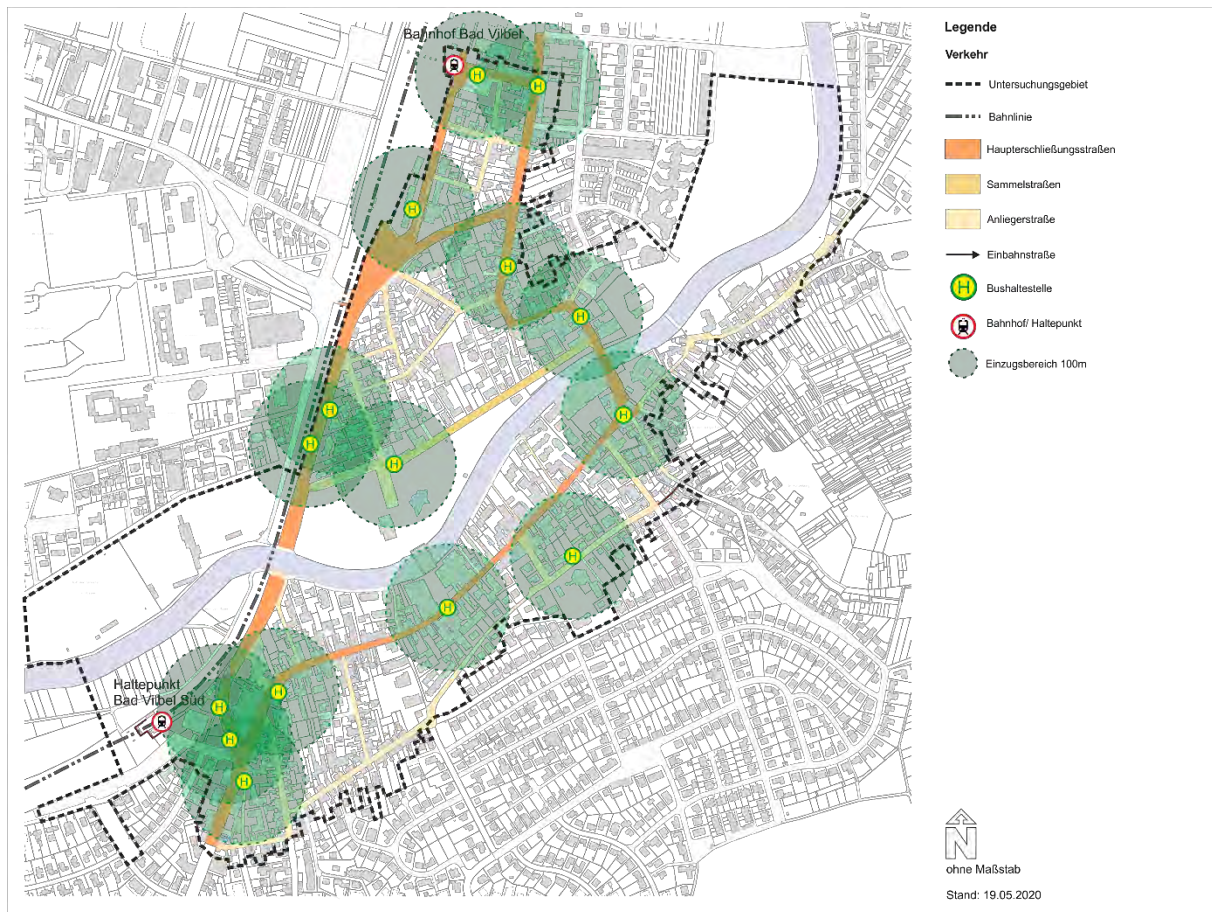 Bahnhof Bad Vilbel
H
H
H
H
H
H
H
H
H
H
H
Haltepunkt
Bad Vilbel Süd
H
H
H
H
Legende
Verkehr
Untersuchungsgebiet
Bahnlinie
Haupterschließungsstraßen
Sammelstraßen
Anliegerstraße
Einbahnstraße
H
Bushaltestelle
Bahnhof/ Haltepunkt
Einzugsbereich 100m
N
ohne Maßstab
Stand: 19.05.2020